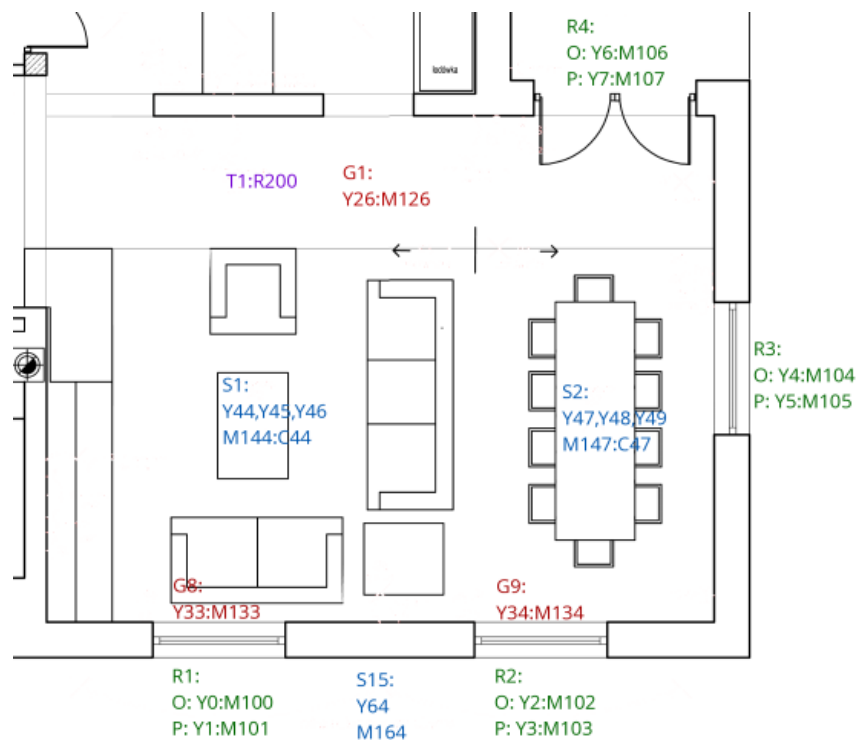 R4:
O: Y6:M106
P: Y7:M107
lodówka
T1:R200
G1:
Y26:M126
R3:
O: Y4:M104
P: Y5:M105
S1:
Y44,Y45,Y46
M144:C44
S2:
Y47,Y48,Y49
M147:C47
G8:
Y33:M133
G9:
Y34:M134
R1:
O: Y0:M100
P: Y1:M101
S15:
Y64
M164
R2:
O: Y2:M102
P: Y3:M103